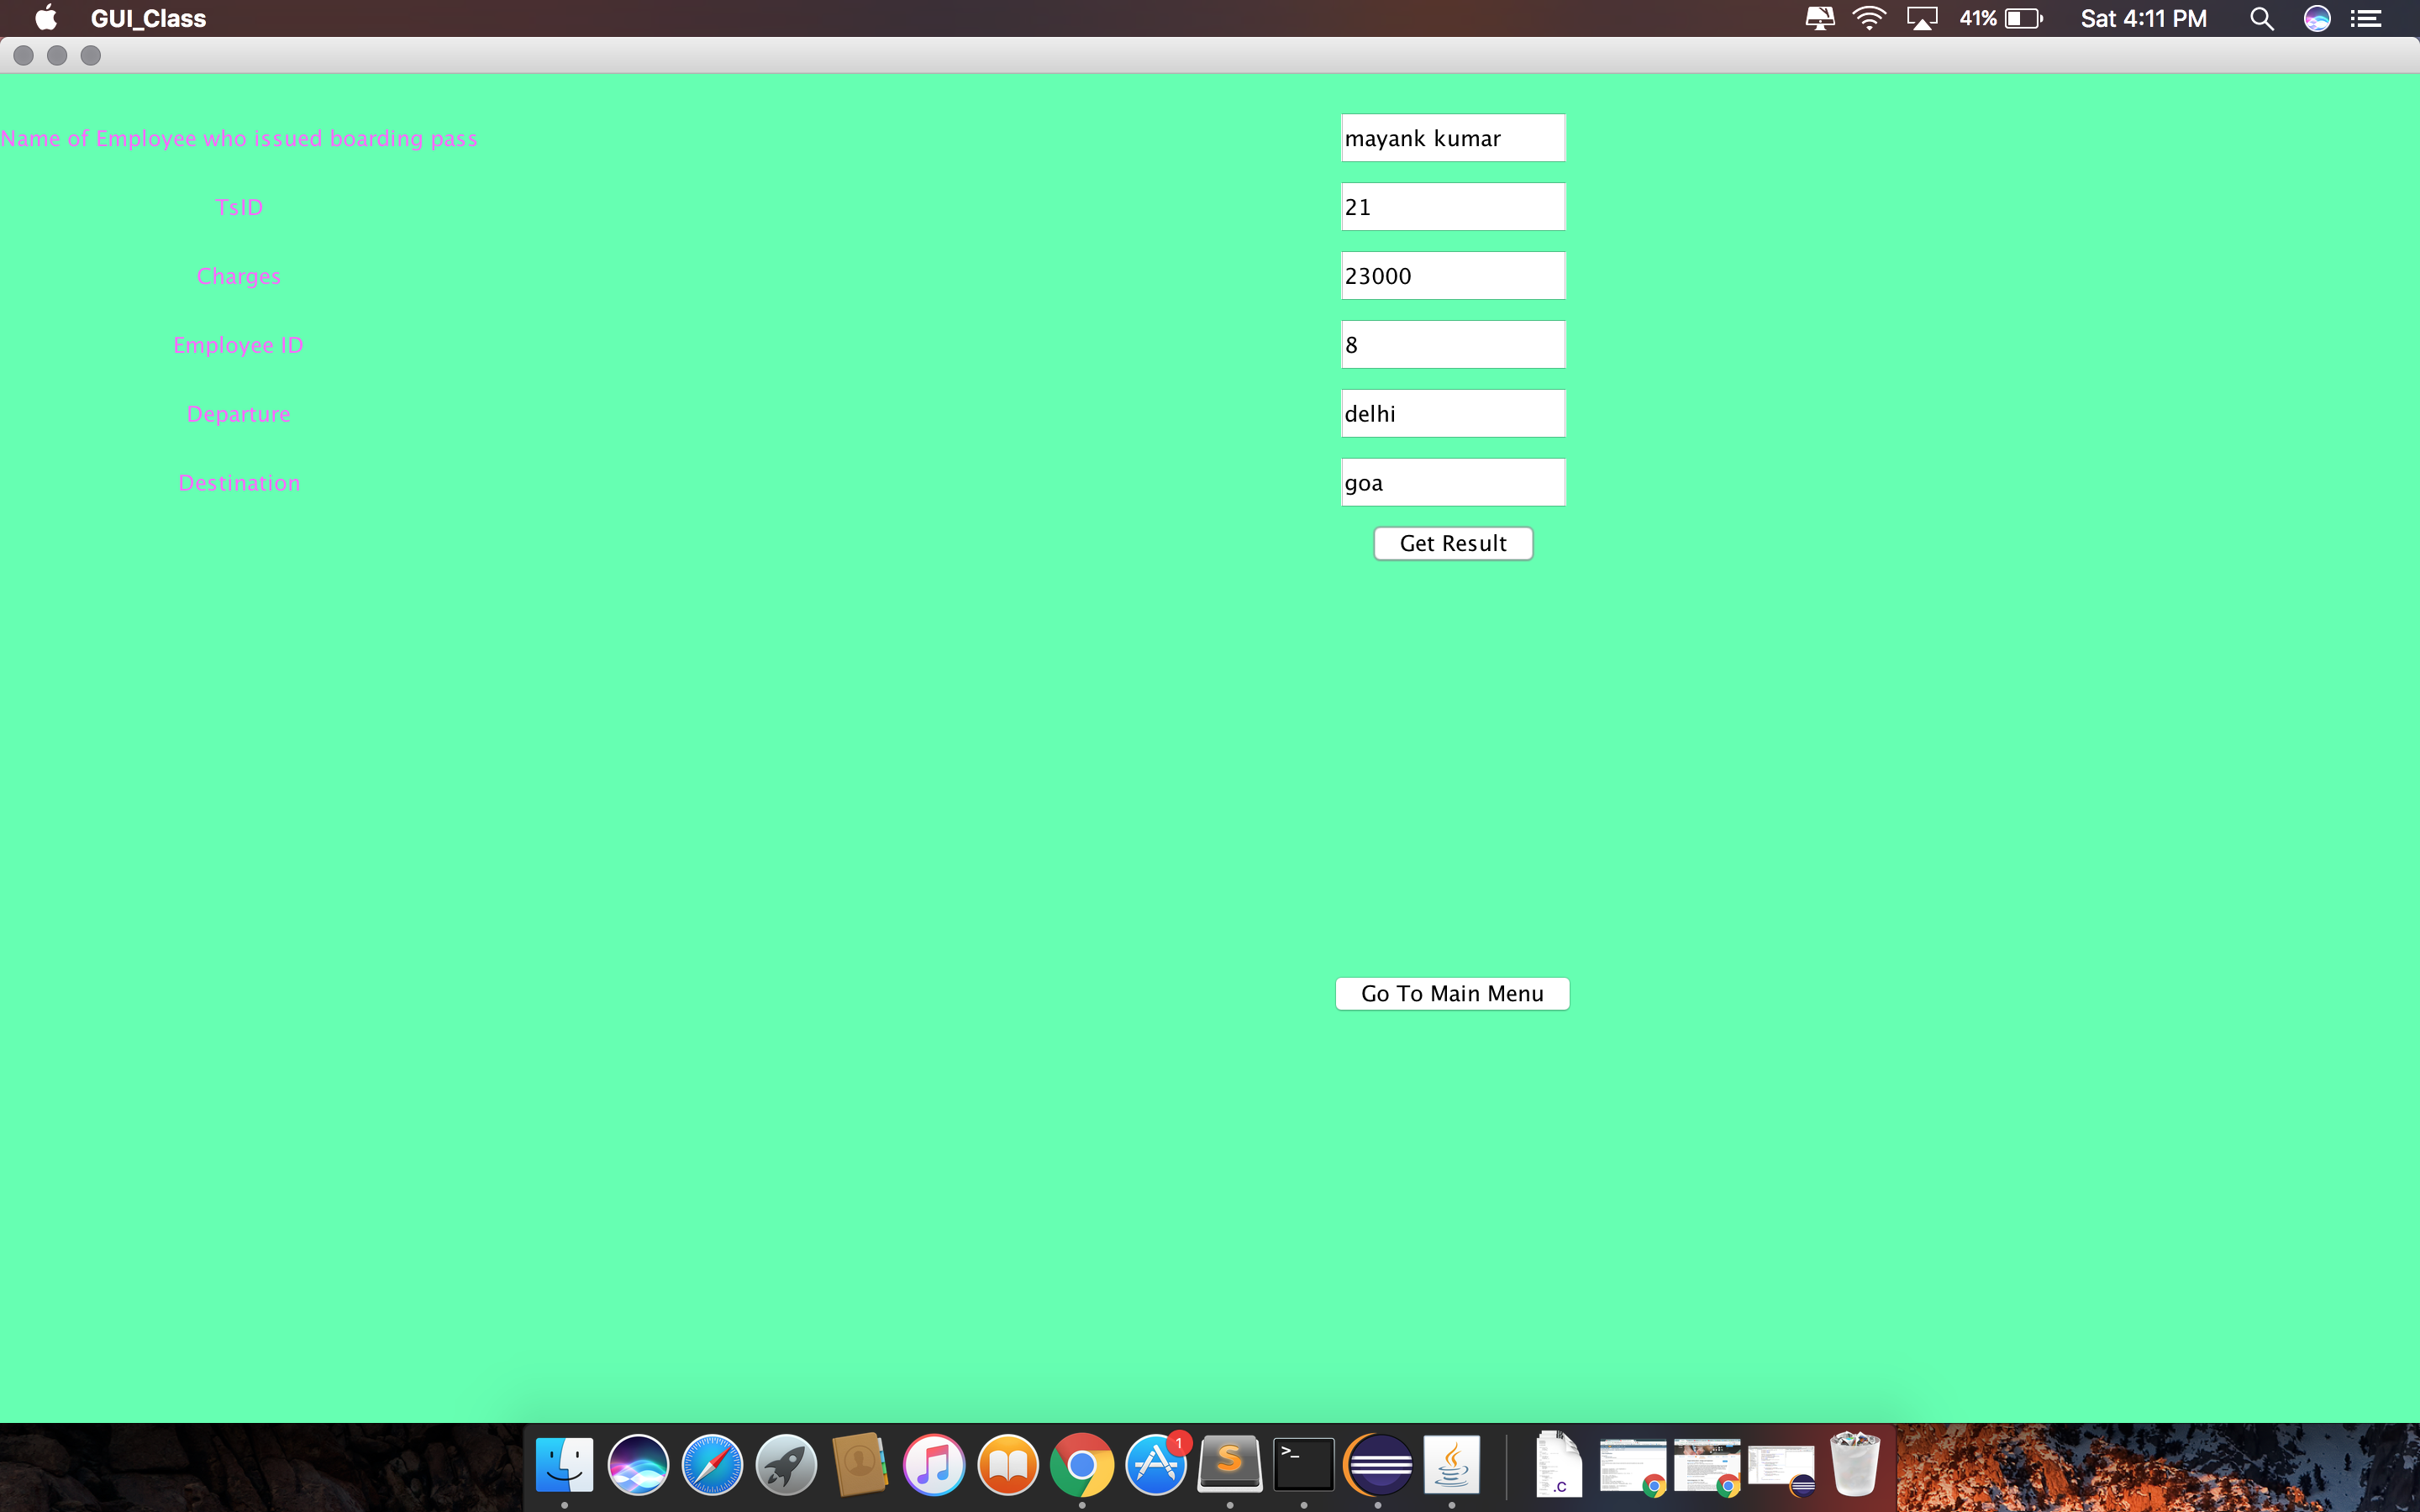 GUI_Class 41% Sat 4:11 PM
Name of Employee who issued boarding pass mayank kumar
TsID 21
Charges 23000
Employee ID 8
Departure delhi
Destination goa
Get Result
Go To Main Menu
1
S
>_
.C